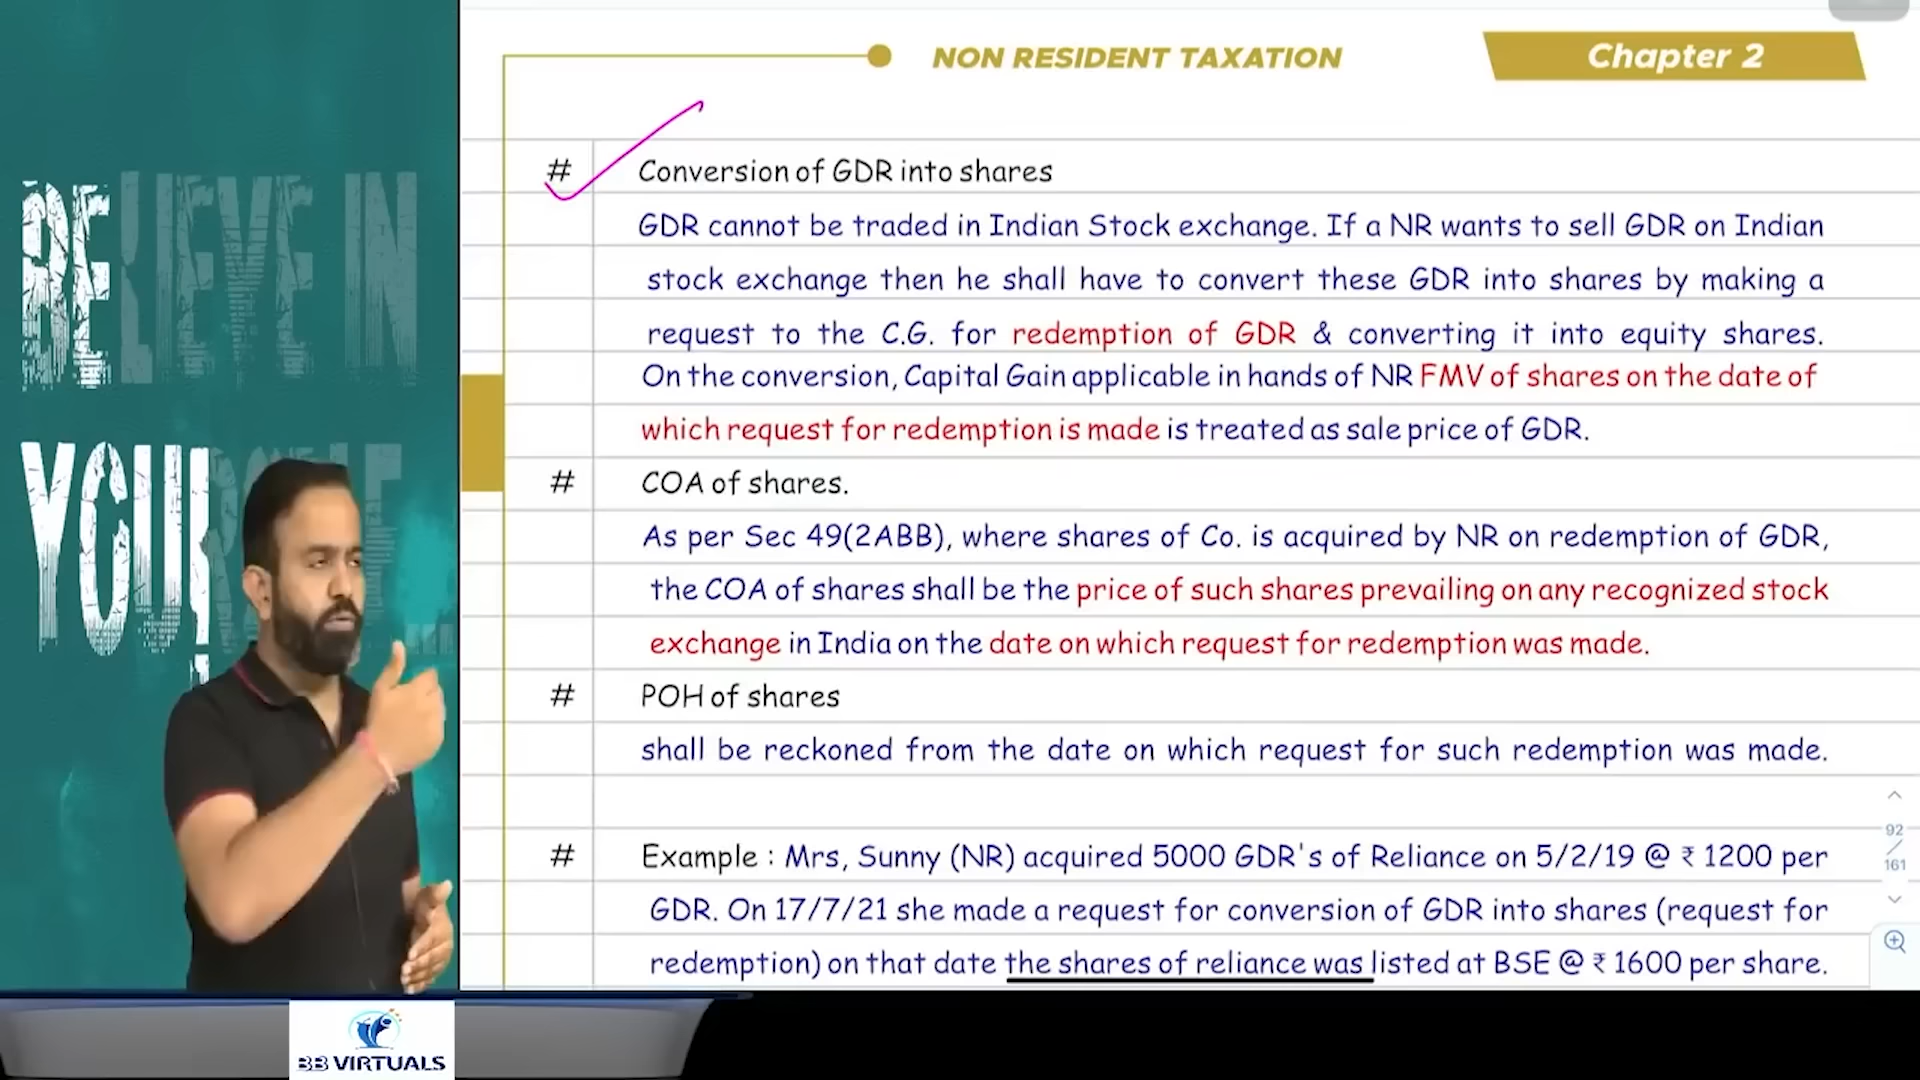 NON RESIDENT TAXATION
Chapter 2
# Conversion of GDR into shares
GDR cannot be traded in Indian Stock exchange. If a NR wants to sell GDR on Indian
stock exchange then he shall have to convert these GDR into shares by making a
request to the C.G. for redemption of GDR & converting it into equity shares.
On the conversion, Capital Gain applicable in hands of NR FMV of shares on the date of
which request for redemption is made is treated as sale price of GDR.
# COA of shares.
As per Sec 49(2ABB), where shares of Co. is acquired by NR on redemption of GDR,
the COA of shares shall be the price of such shares prevailing on any recognized stock
exchange in India on the date on which request for redemption was made.
# POH of shares
shall be reckoned from the date on which request for such redemption was made.
# Example : Mrs, Sunny (NR) acquired 5000 GDR's of Reliance on 5/2/19 @ ₹ 1200 per
GDR. On 17/7/21 she made a request for conversion of GDR into shares (request for
redemption) on that date the shares of reliance was listed at BSE @ ₹ 1600 per share.
92
/
161
BELIEVE IN
YOU
BB VIRTUALS